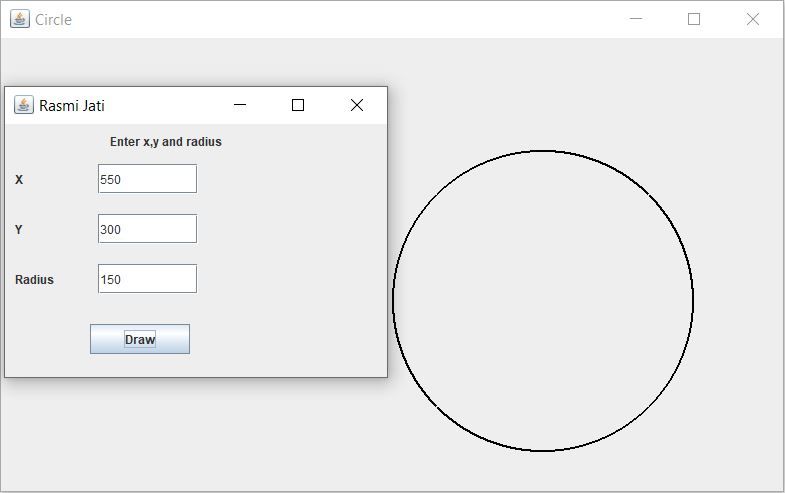 Circle
Rasmi Jati
Enter x,y and radius
X 550
Y 300
Radius 150
Draw